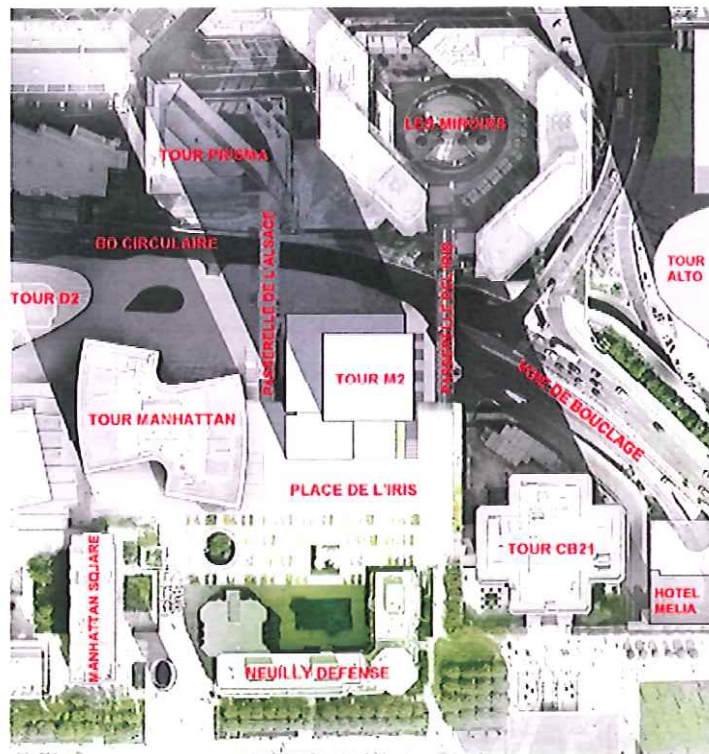 LES MIROIRS
TOUR PRISMA
BD CIRCULAIRE
PASSERELLE DE L'ALSACE
PASSERELLE DE L'IRIS
TOUR
ALTO
TOUR D2
TOUR M2
VOIE DE BOUCLAGE
TOUR MANHATTAN
PLACE DE L'IRIS
TOUR CB21
MANHATTAN SQUARE
HOTEL
MELIA
NEUILLY DEFENSE